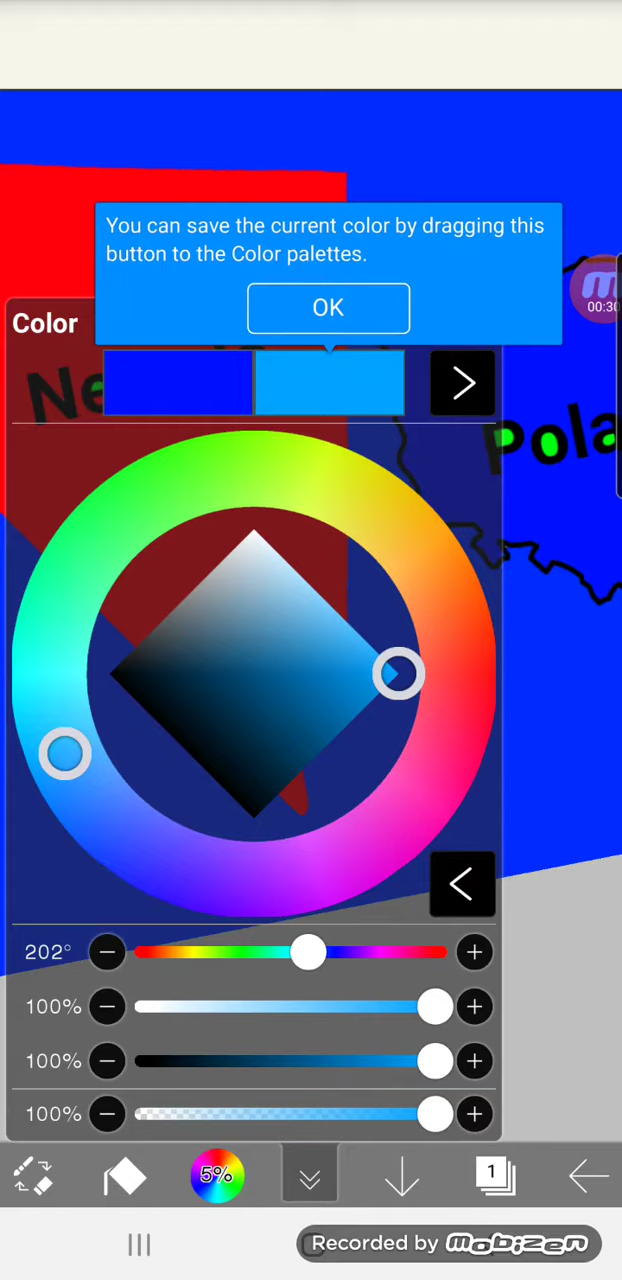 You can save the current color by dragging this
button to the Color palettes.
OK
00:30
Color
>
Ne
Pola
<
202°
100%
100%
100%
5%
1
Recorded by mobizen